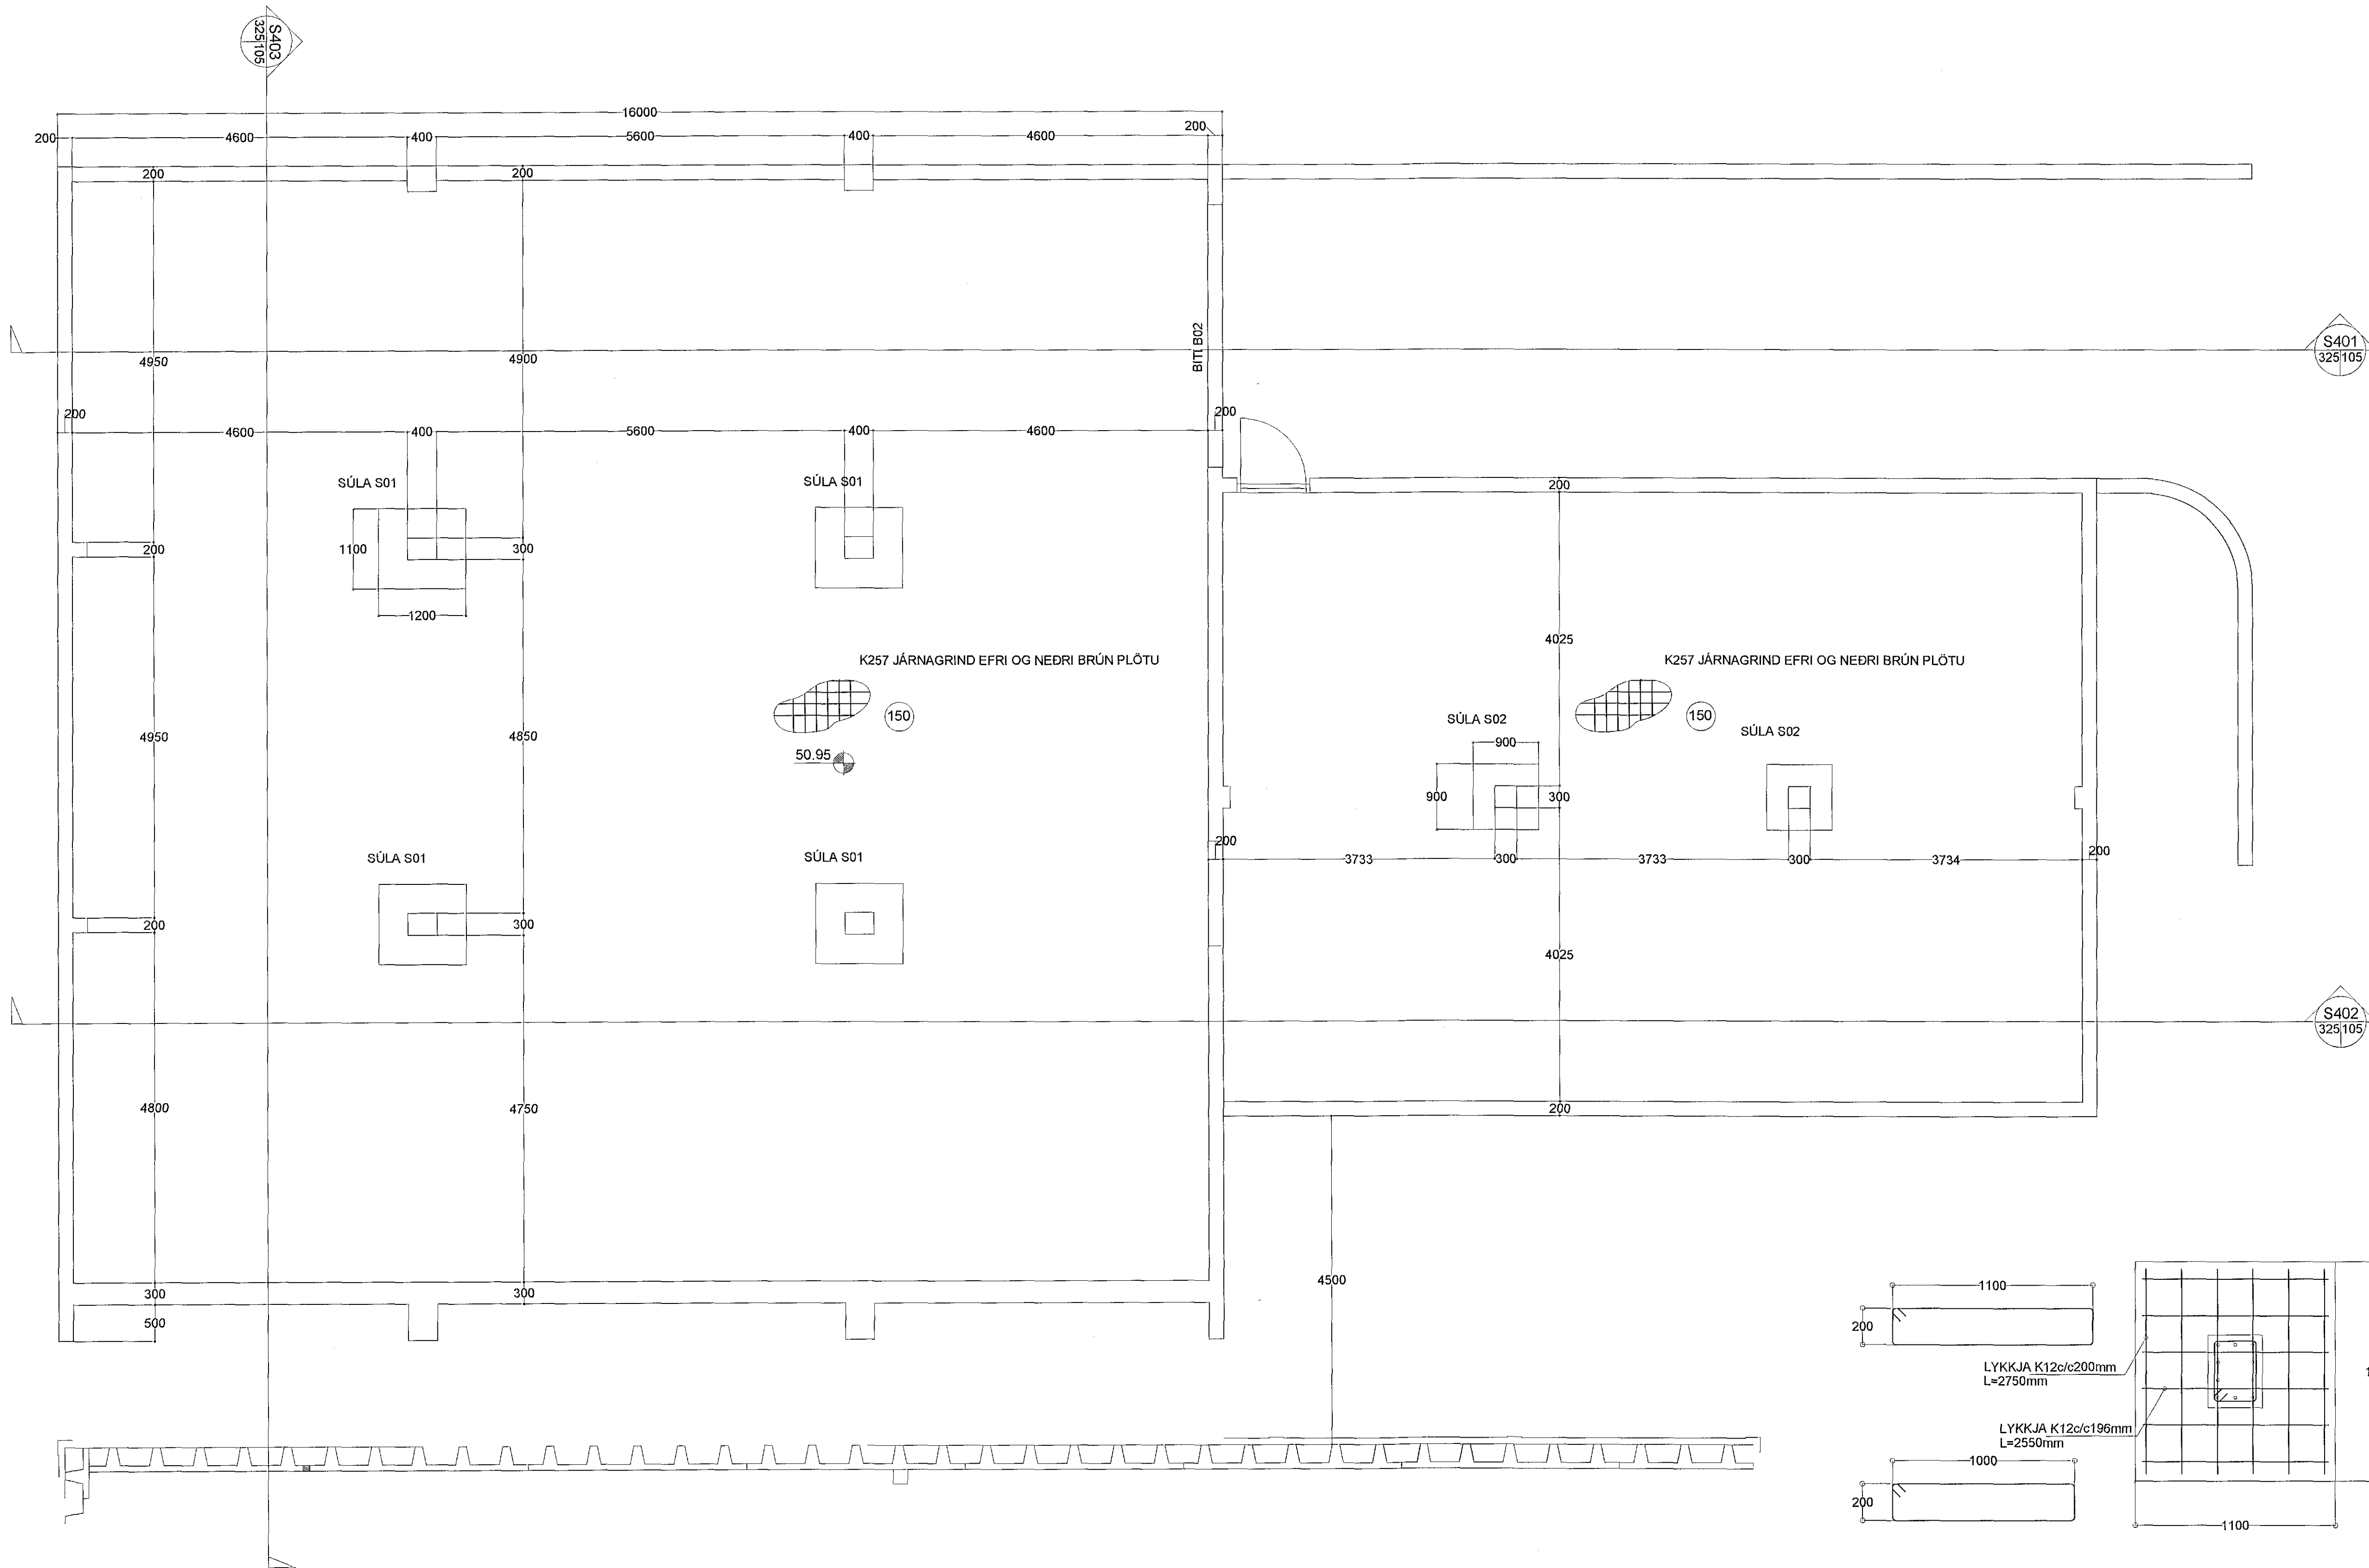 S403
325 105
16000
200 4600 400 5600 400 4600 200
200 200
4950 4900
BITI B02
S401
325 105
200 4600 400 5600 400 4600 200
SÚLA S01 SÚLA S01
200
1100 200 300
1200
4025
K257 JÁRNAGRIND EFRI OG NEÐRI BRÚN PLÖTU K257 JÁRNAGRIND EFRI OG NEÐRI BRÚN PLÖTU
150 150
SÚLA S02 SÚLA S02
4950 4850
900
50.95
900 300
200 3733 300 3733 300 3734 200
SÚLA S01 SÚLA S01
200 300
4025
S402
325 105
4800 4750
200
4500
300 300
500
1100
200
LYKKJA K12c/c200mm
L=2750mm
LYKKJA K12c/c196mm
L=2550mm
1000
200
1100